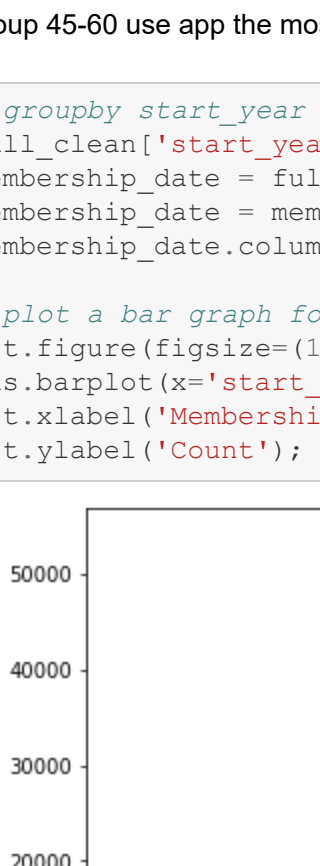 oup 45-60 use app the mos
groupby start_year
ll_clean['start_yea
mbership_date = ful
mbership_date = mem
mbership_date.colum
plot a bar graph fo
t.figure(figsize=(1
s.barplot(x='start_
t.xlabel('Membershi
t.ylabel('Count');
50000
40000
30000
20000